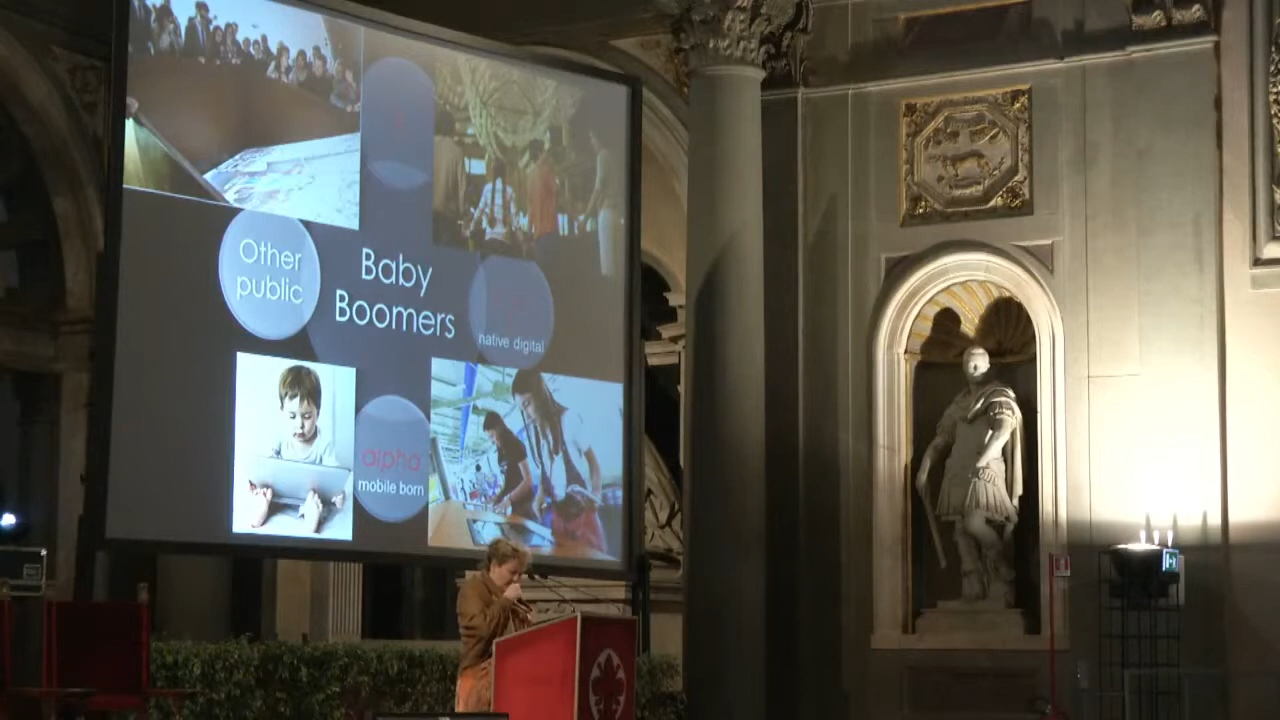 Other
public
Baby
Boomers
native digital
alpha
mobile born